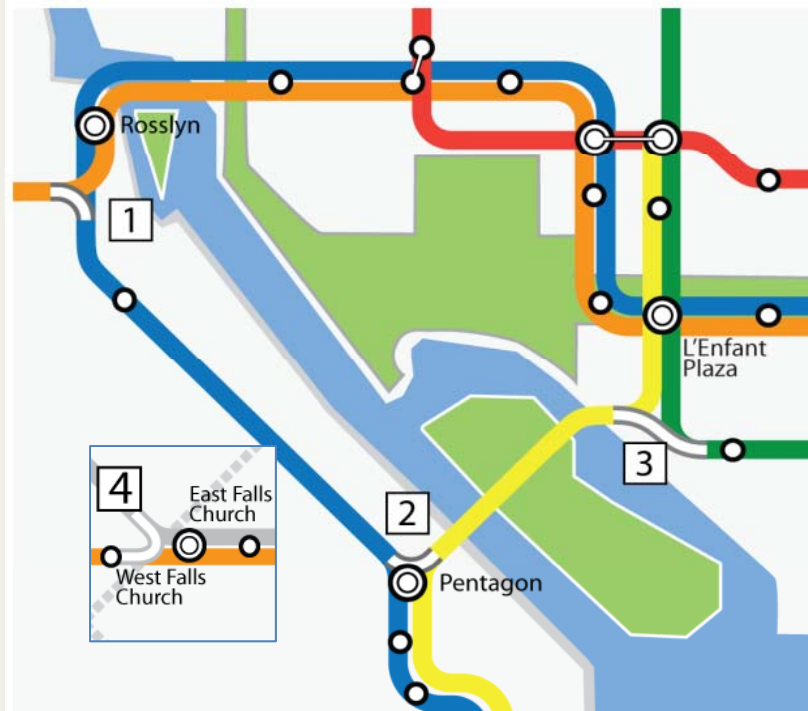 Rosslyn
1
L'Enfant
Plaza
3
2
Pentagon
4
East Falls
Church
West Falls
Church